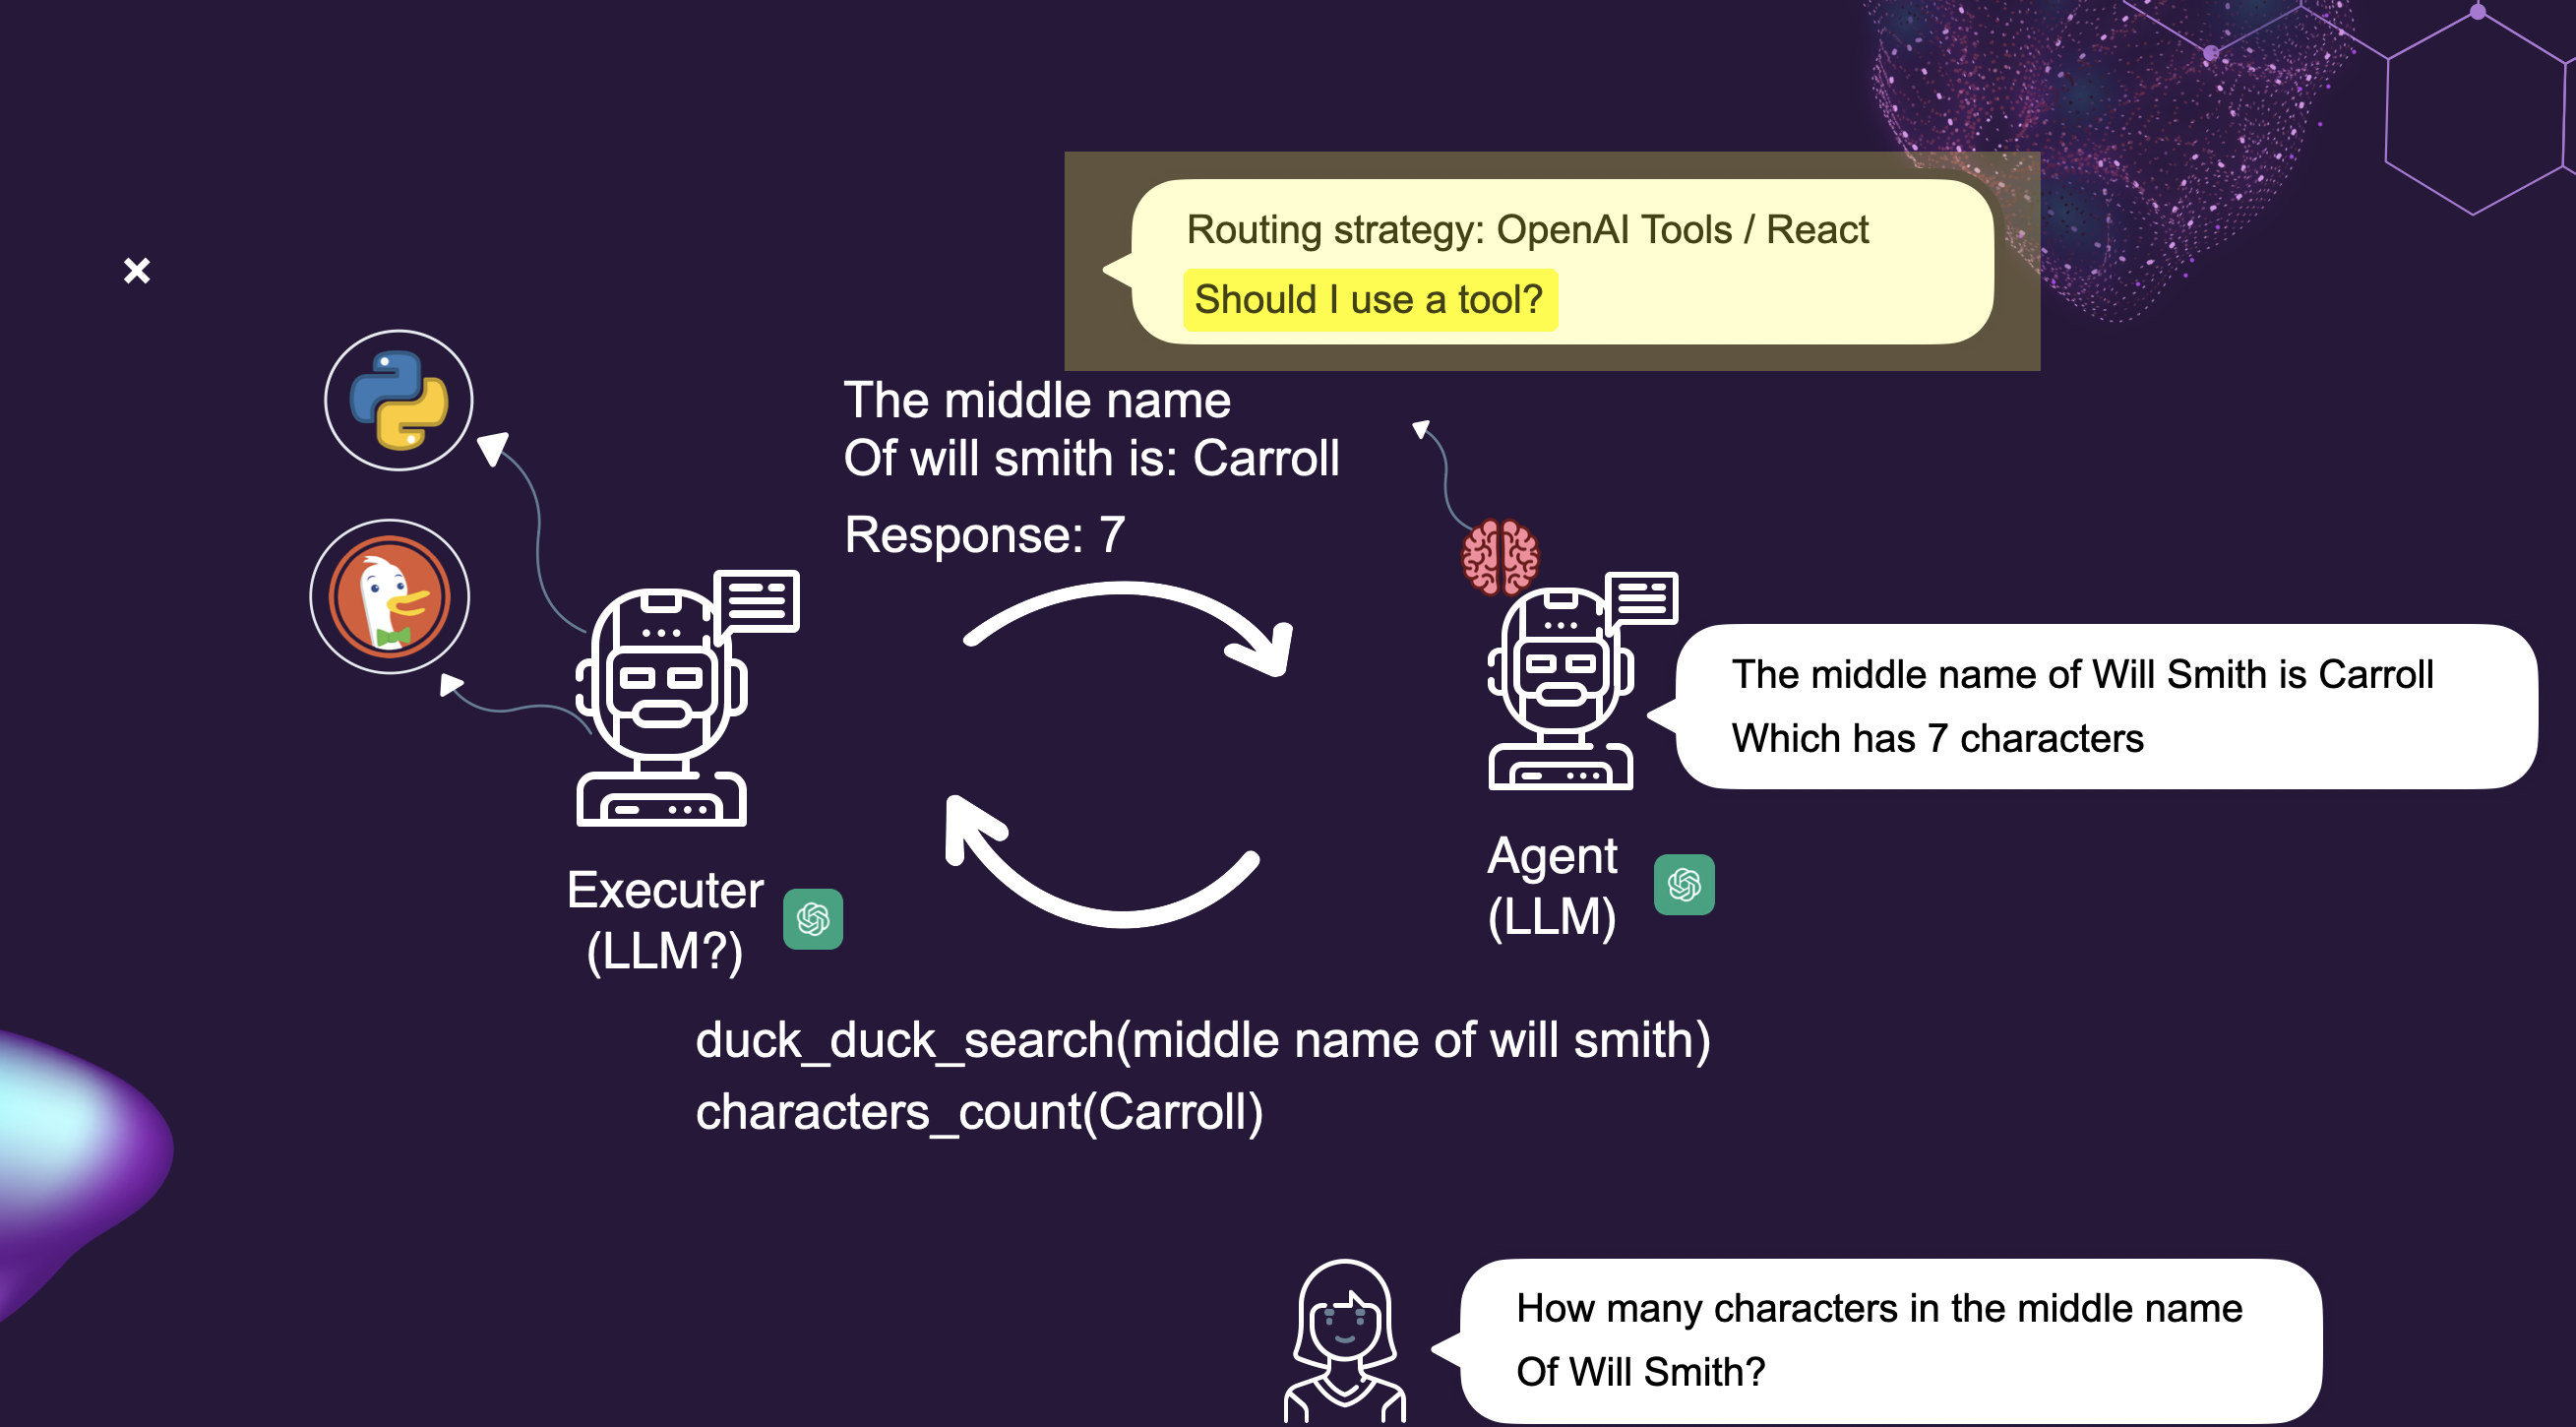 Routing strategy: OpenAI Tools / React
Should I use a tool?
The middle name
Of will smith is: Carroll
Response: 7
The middle name of Will Smith is Carroll
Which has 7 characters
Executer
(LLM?)
Agent
(LLM)
duck_duck_search(middle name of will smith)
characters_count(Carroll)
How many characters in the middle name
Of Will Smith?